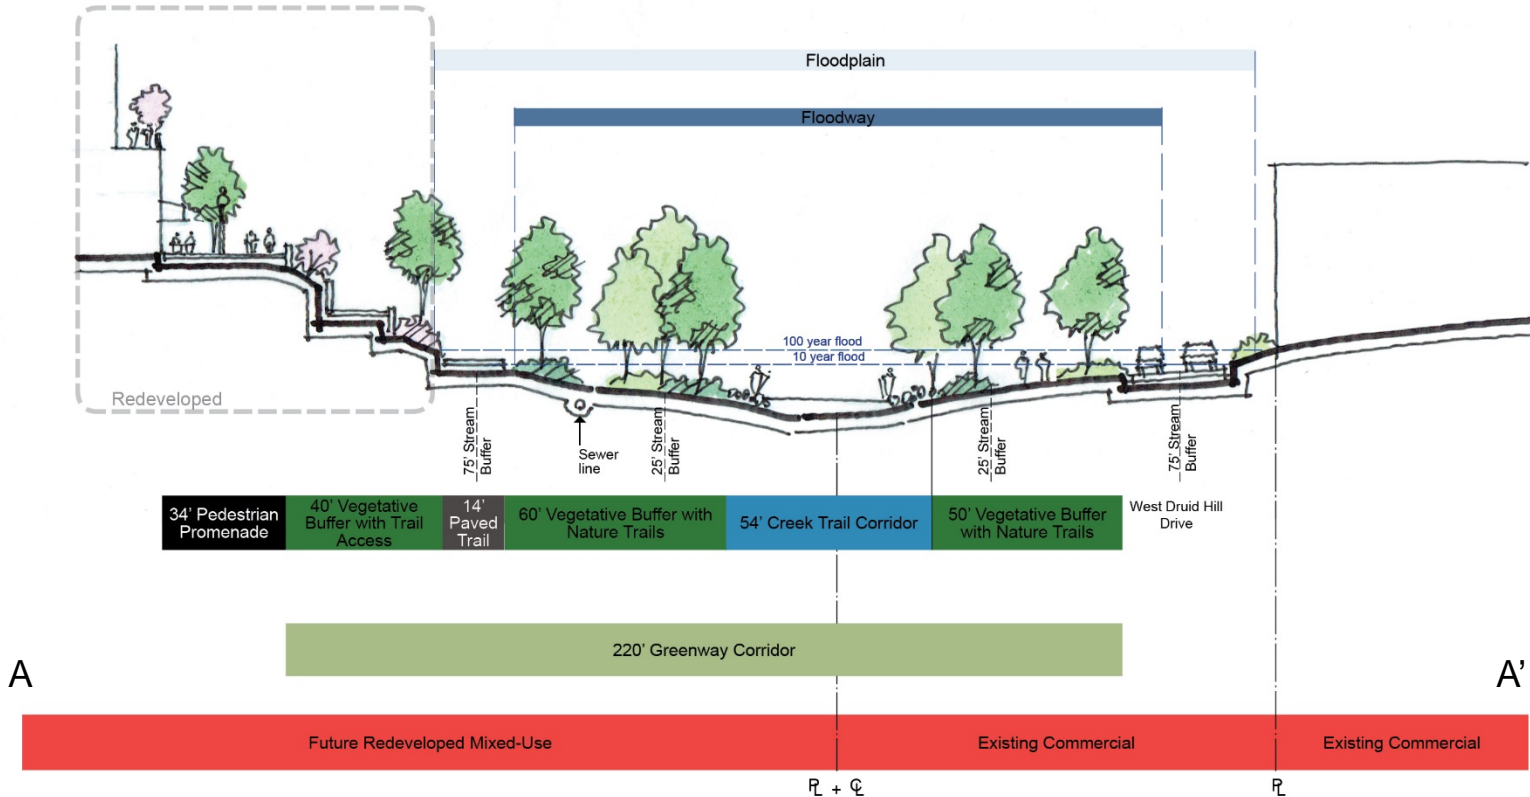 Floodplain
Floodway
100 year flood
10 year flood
Redeveloped
75' Stream
Buffer
Sewer
line
25' Stream
Buffer
25' Stream
Buffer
75' Stream
Buffer
34' Pedestrian
Promenade
40' Vegetative
Buffer with Trail
Access
14'
Paved
Trail
60' Vegetative Buffer with
Nature Trails
54' Creek Trail Corridor
50' Vegetative Buffer
with Nature Trails
West Druid Hill
Drive
220' Greenway Corridor
A
A'
Future Redeveloped Mixed-Use
Existing Commercial
Existing Commercial
PL + CL
PL